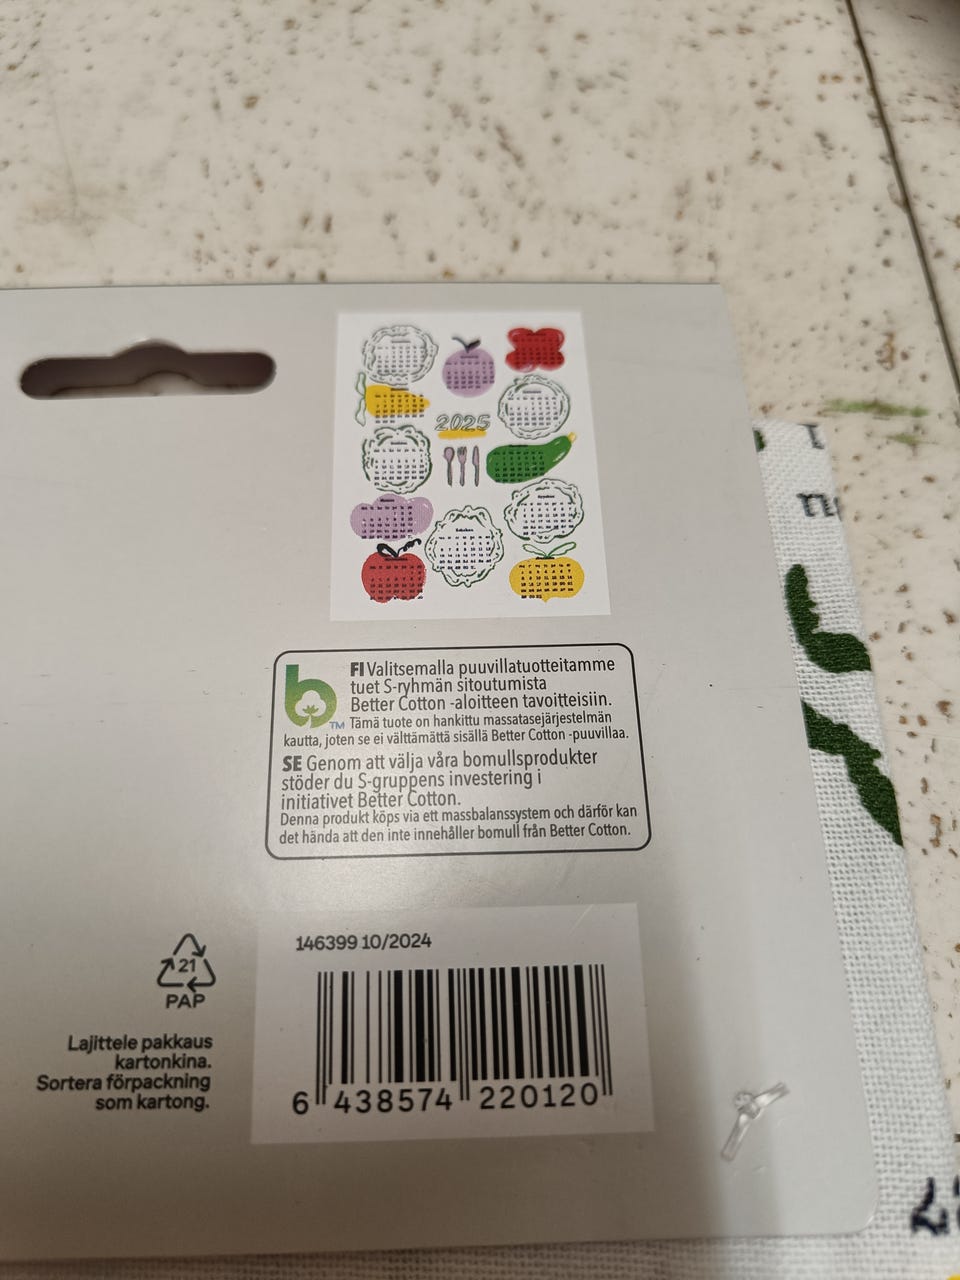 2025
FI Valitsemalla puuvillatuotteitamme
tuet S-ryhmän sitoutumista
Better Cotton -aloitteen tavoitteisiin.
TM Tämä tuote on hankittu massatasejärjestelmän
kautta, joten se ei välttämättä sisällä Better Cotton -puuvillaa.
SE Genom att välja våra bomullsprodukter
stöder du S-gruppens investering i
initiativet Better Cotton.
Denna produkt köps via ett massbalanssystem och därför kan
det hända att den inte innehåller bomull från Better Cotton.
146399 10/2024
21
PAP
Lajittele pakkaus
kartonkina.
Sortera förpackning
som kartong.
6 438574 220120